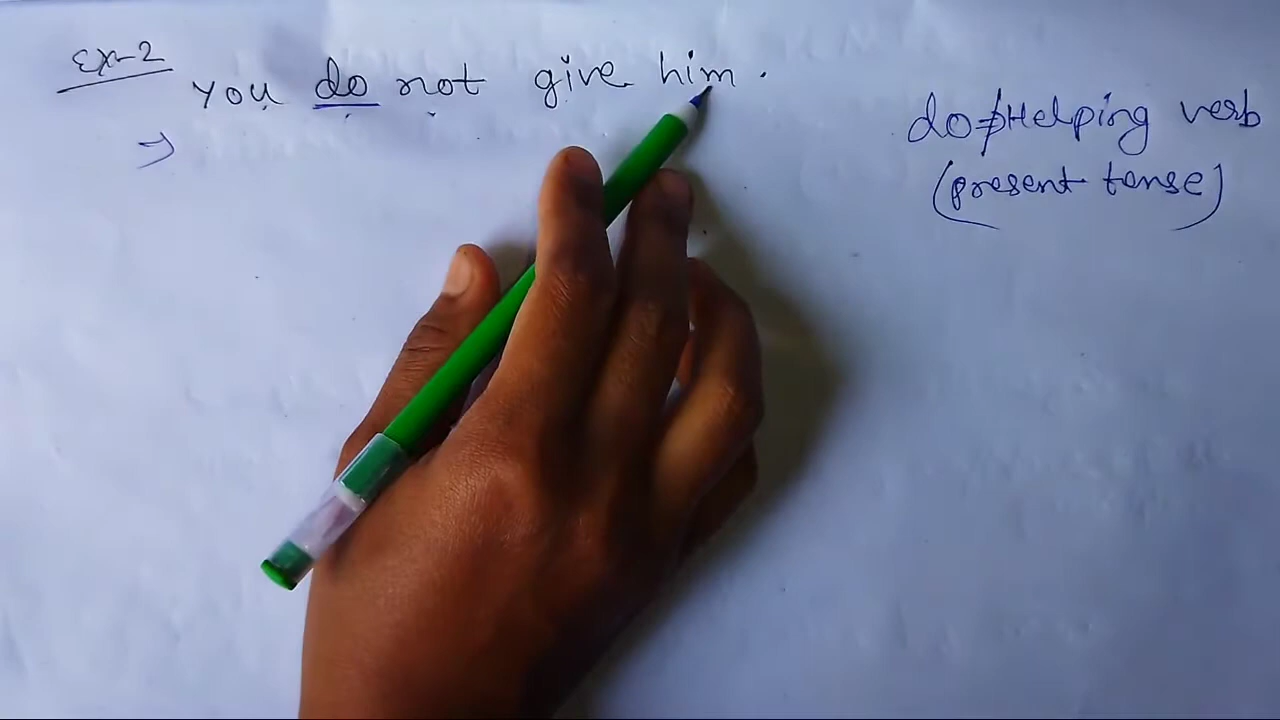 Ex-2
You do not give him.
→
do⇒Helping verb
(present tense)